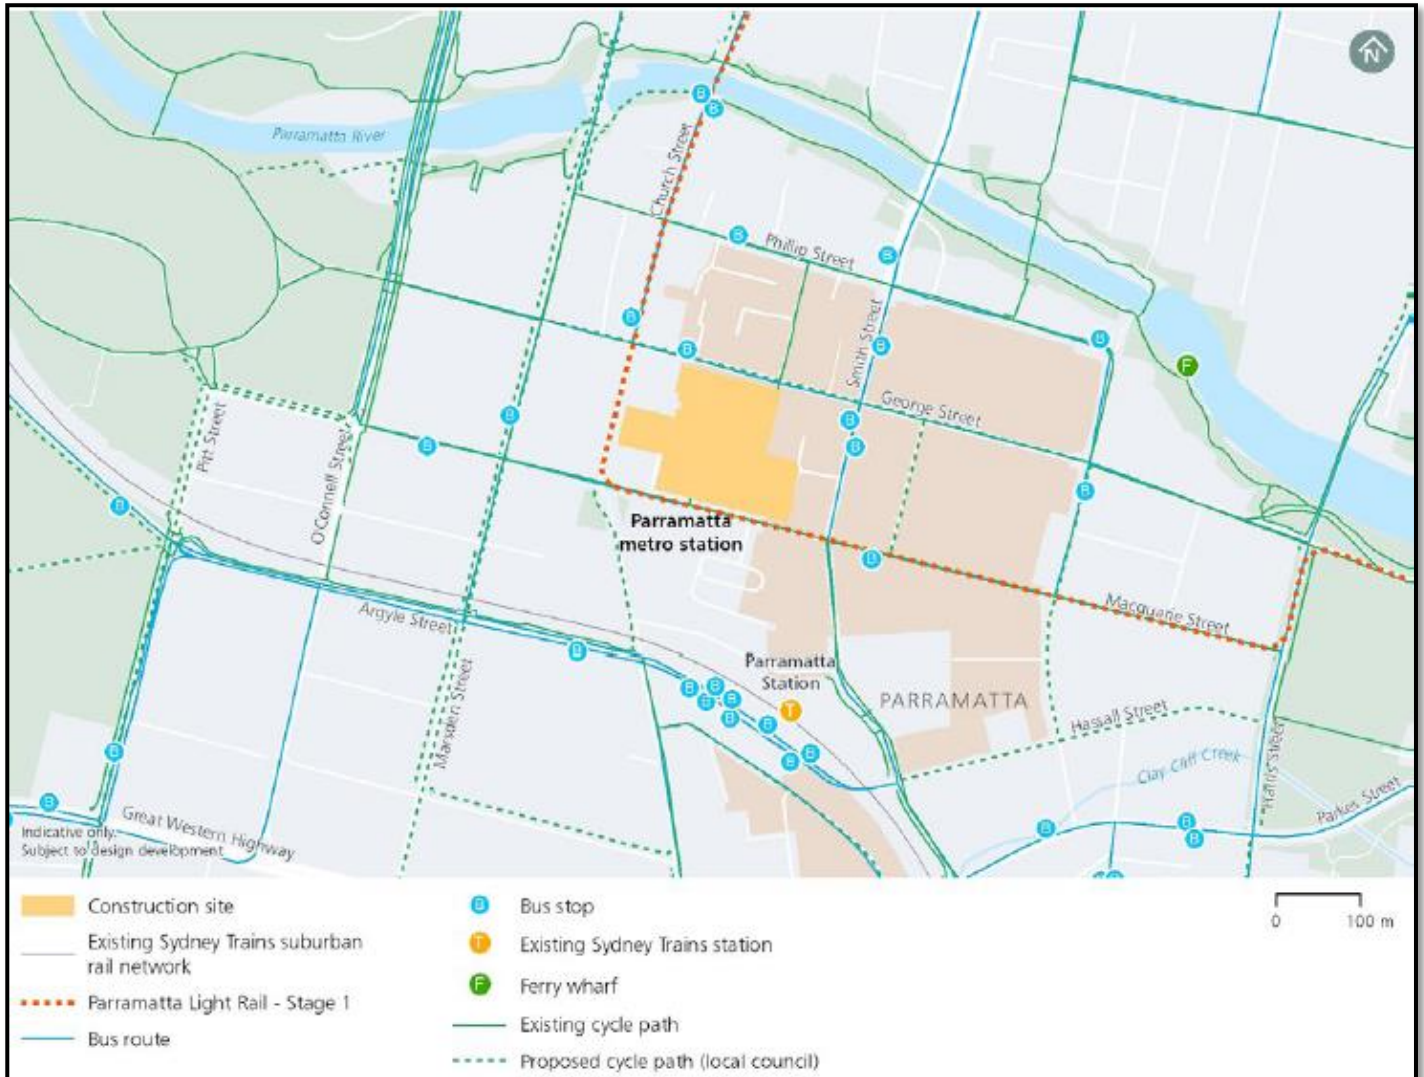 N
Parramatta River
Church Street
Phillip Street
Smith Street
George Street
Pitt Street
O'Connell Street
Parramatta
metro station
Macquarie Street
Argyle Street
Marsden Street
Parramatta
Station
PARRAMATTA
Hassall Street
Clay Cliff Creek
Harris Street
Parkes Street
Great Western Highway
Indicative only.
Subject to design development
B
T
F
Construction site
Existing Sydney Trains suburban
rail network
Parramatta Light Rail - Stage 1
Bus route
B Bus stop
T Existing Sydney Trains station
F Ferry wharf
Existing cycle path
Proposed cycle path (local council)
0 100 m